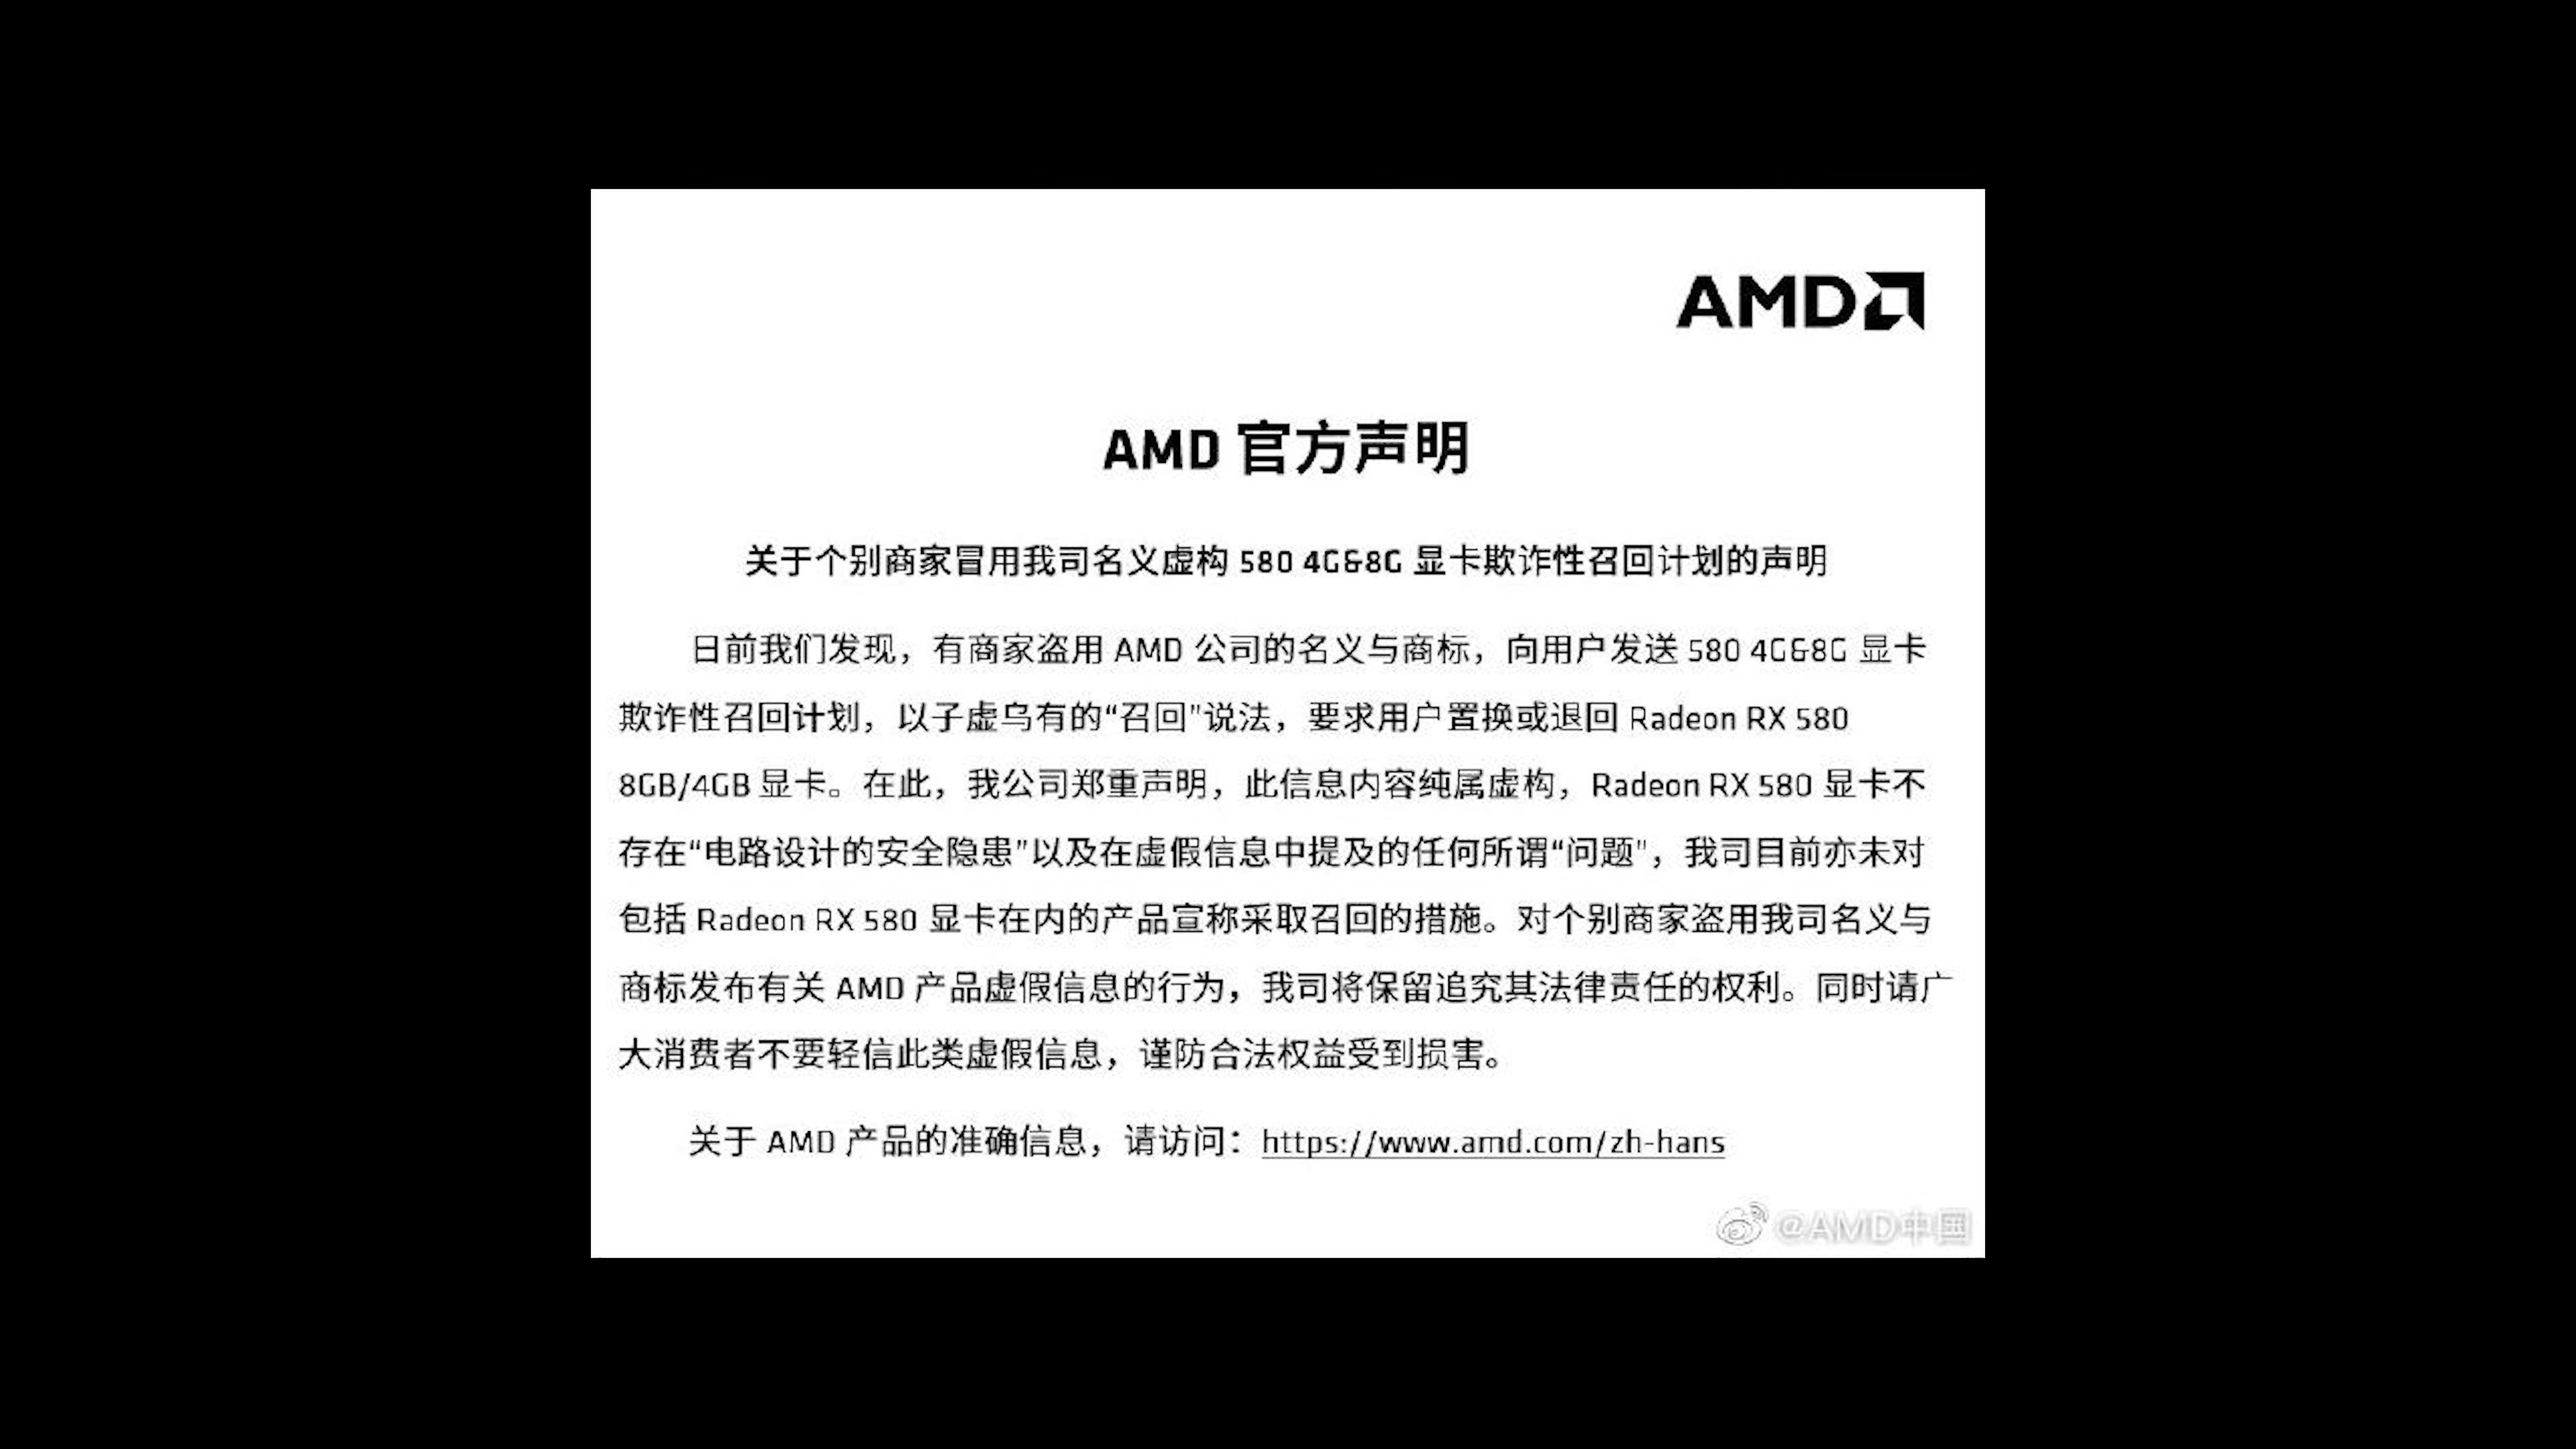 AMD
AMD 官方声明
关于个别商家冒用我司名义虚构 580 4G&8G 显卡欺诈性召回计划的声明
日前我们发现，有商家盗用 AMD 公司的名义与商标，向用户发送 580 4G&8G 显卡
欺诈性召回计划，以子虚乌有的“召回”说法，要求用户置换或退回 Radeon RX 580
8GB/4GB 显卡。在此，我公司郑重声明，此信息内容纯属虚构，Radeon RX 580 显卡不
存在“电路设计的安全隐患”以及在虚假信息中提及的任何所谓“问题”，我司目前亦未对
包括 Radeon RX 580 显卡在内的产品宣称采取召回的措施。对个别商家盗用我司名义与
商标发布有关 AMD 产品虚假信息的行为，我司将保留追究其法律责任的权利。同时请广
大消费者不要轻信此类虚假信息，谨防合法权益受到损害。
关于 AMD 产品的准确信息，请访问：https://www.amd.com/zh-hans
@AMD中国